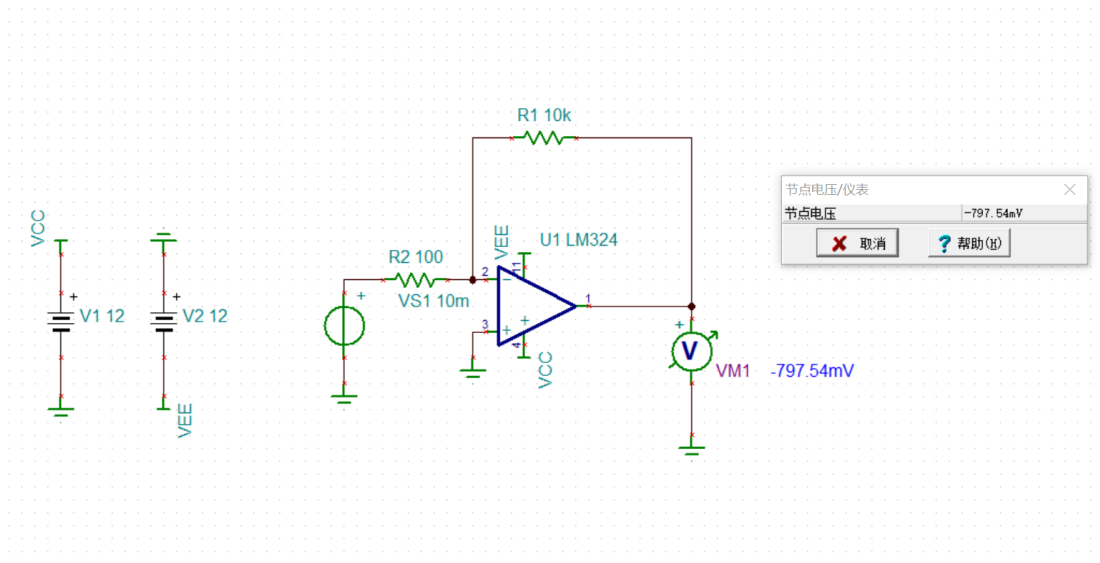 R1 10k
节点电压/仪表
节点电压
-797.54mV
取消
帮助(H)
VCC
VEE
U1 LM324
R2 100
VS1 10m
2
11
-
+
1
3
+
+
4
VCC
+
V1 12
+
V2 12
VEE
+
V
VM1
-797.54mV